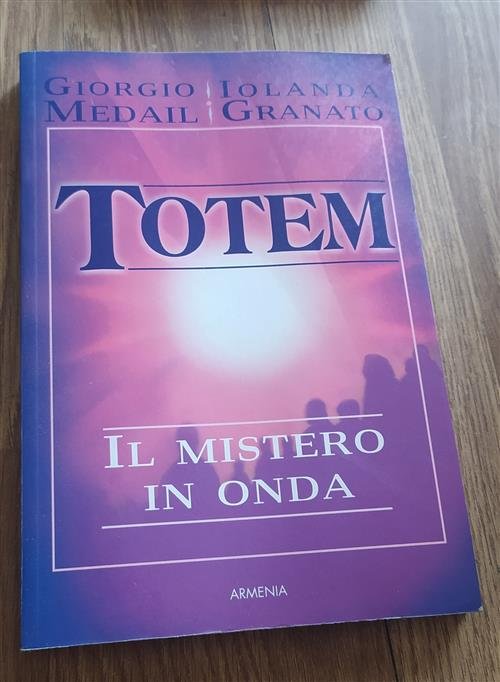 GIORGIO IOLANDA
MEDAIL GRANATO
TOTEM
IL MISTERO
IN ONDA
ARMENIA